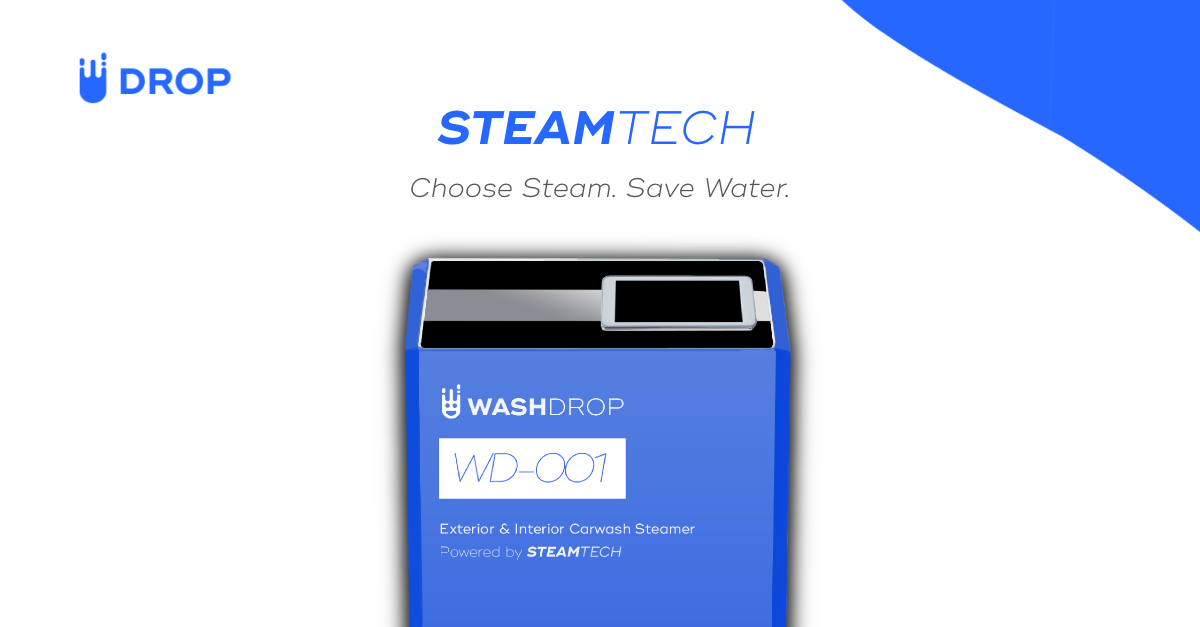 DROP
STEAMTECH
Choose Steam. Save Water.
WASHDROP
WD-001
Exterior & Interior Carwash Steamer
Powered by STEAMTECH